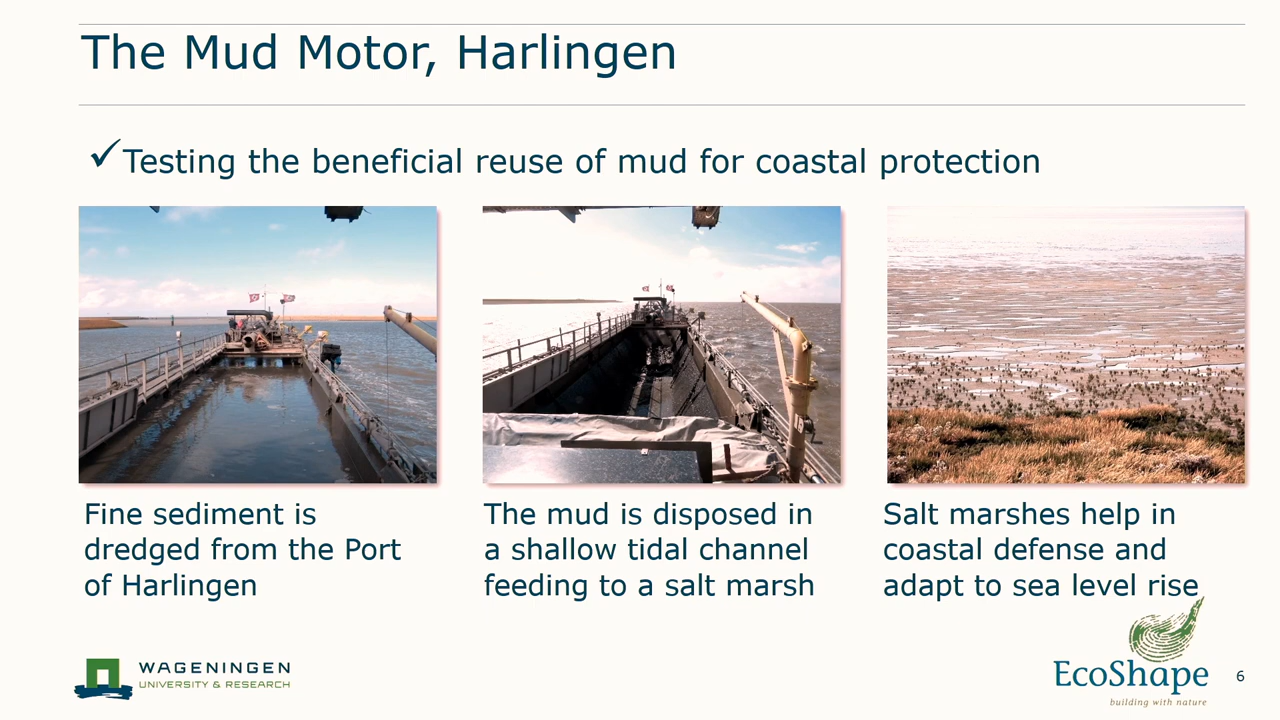 The Mud Motor, Harlingen
✓Testing the beneficial reuse of mud for coastal protection
Fine sediment is
dredged from the Port
of Harlingen
The mud is disposed in
a shallow tidal channel
feeding to a salt marsh
Salt marshes help in
coastal defense and
adapt to sea level rise
WAGENINGEN
UNIVERSITY & RESEARCH
EcoShape
building with nature
6